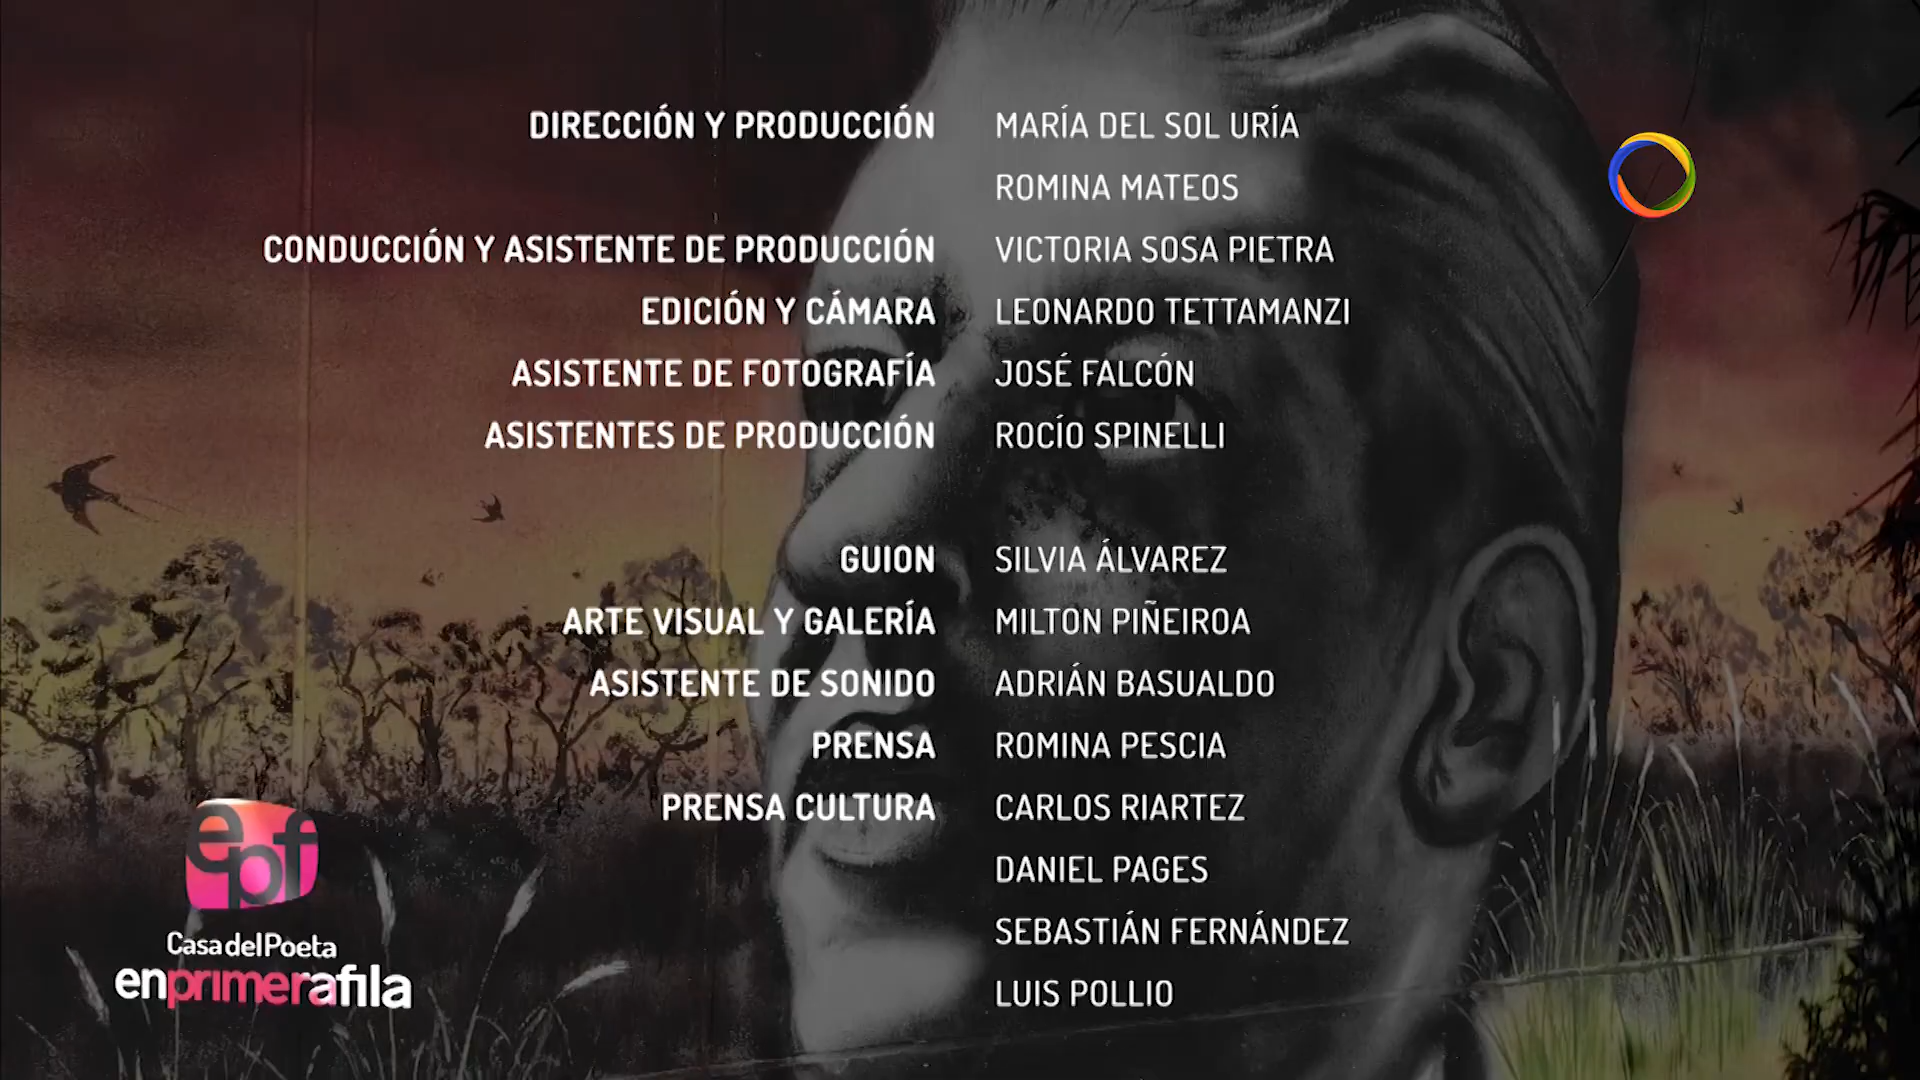 DIRECCIÓN Y PRODUCCIÓN MARÍA DEL SOL URÍA
ROMINA MATEOS
CONDUCCIÓN Y ASISTENTE DE PRODUCCIÓN VICTORIA SOSA PIETRA
EDICIÓN Y CÁMARA LEONARDO TETTAMANZI
ASISTENTE DE FOTOGRAFÍA JOSÉ FALCÓN
ASISTENTES DE PRODUCCIÓN ROCÍO SPINELLI
GUION SILVIA ÁLVAREZ
ARTE VISUAL Y GALERÍA MILTON PIÑEIROA
ASISTENTE DE SONIDO ADRIÁN BASUALDO
PRENSA ROMINA PESCIA
PRENSA CULTURA CARLOS RIARTEZ
DANIEL PAGES
SEBASTIÁN FERNÁNDEZ
LUIS POLLIO
epf
Casa del Poeta
enprimerafila